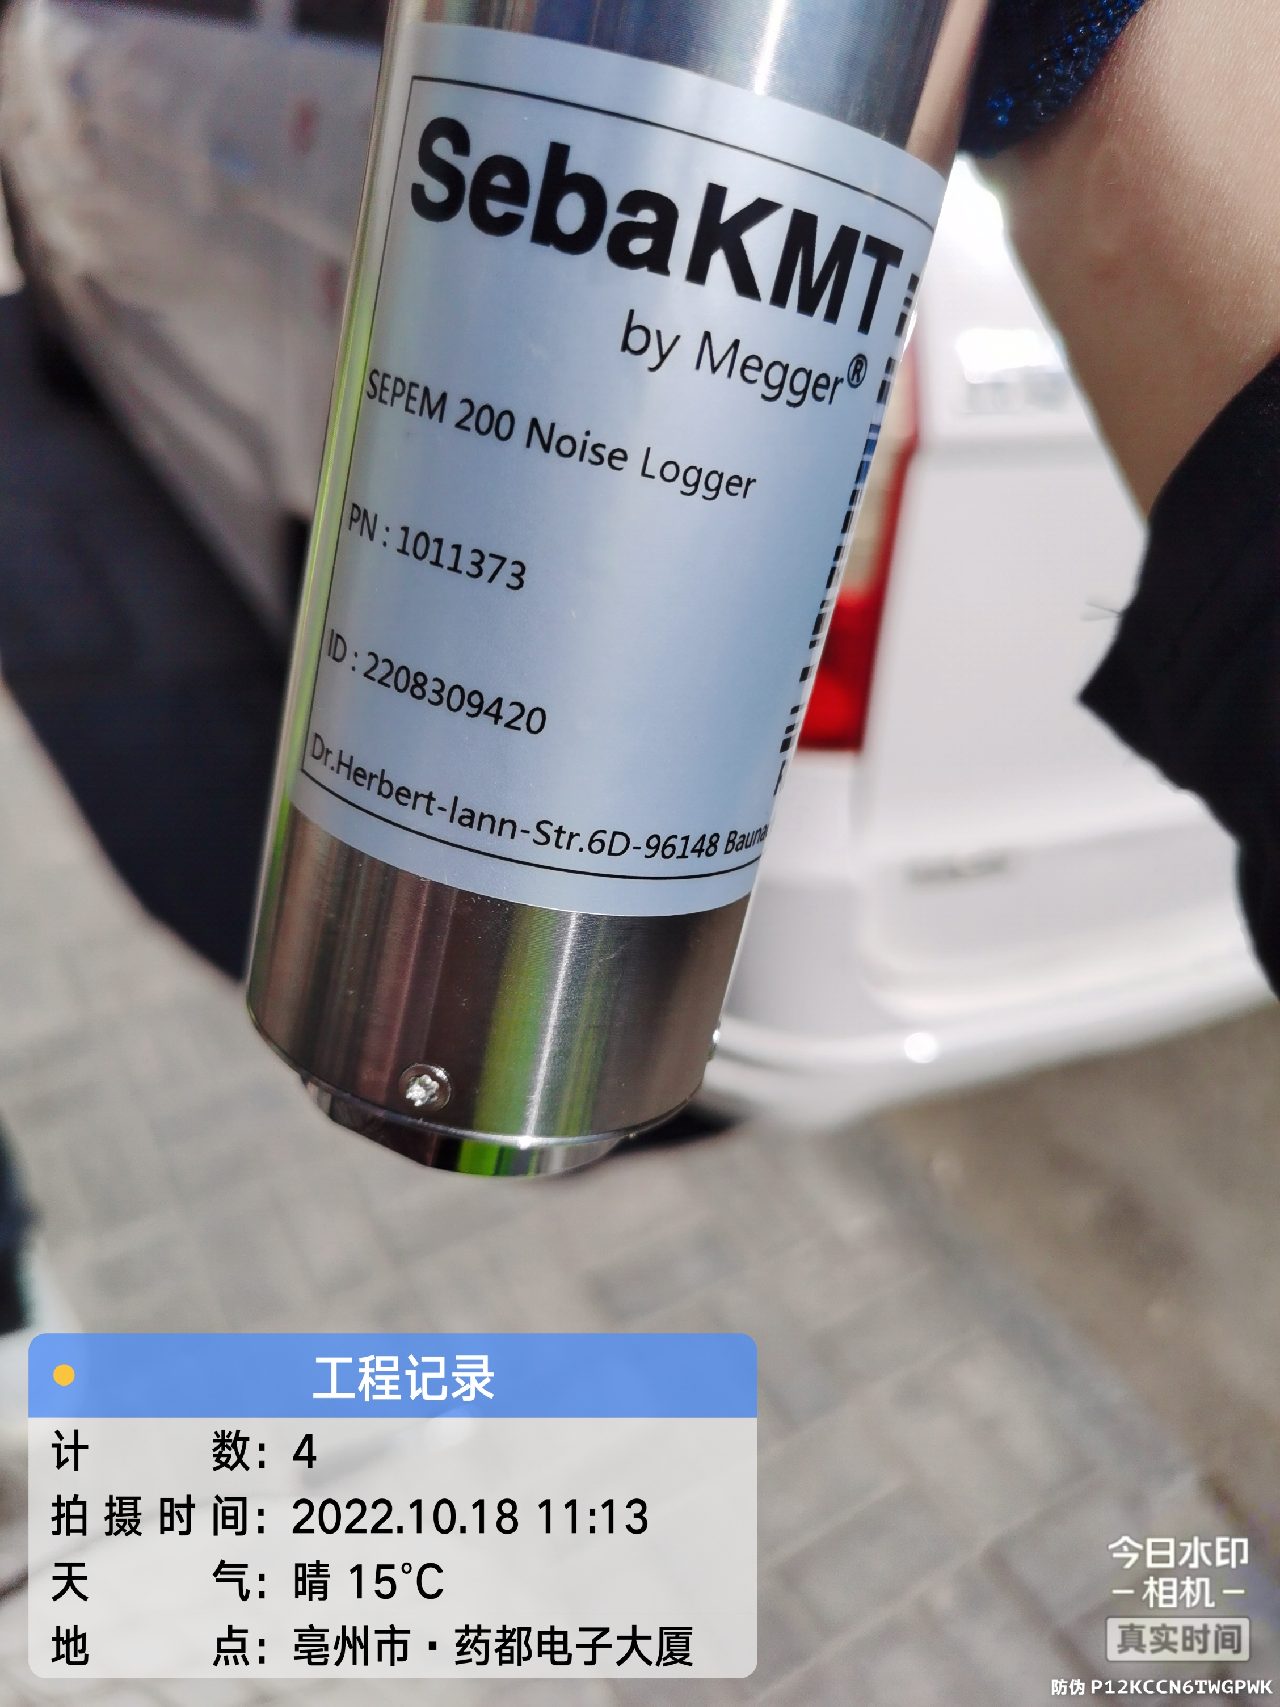 SebaKMT
by Megger®
SEPEM 200 Noise Logger
PN : 1011373
ID : 2208309420
Dr.Herbert-Iann-Str.6D-96148
工程记录
计数: 4
拍摄时间: 2022.10.18 11:13
天气: 晴 15℃
地点: 亳州市·药都电子大厦
今日水印
相机
真实时间
防伪 P12KCCN6TWGPWK